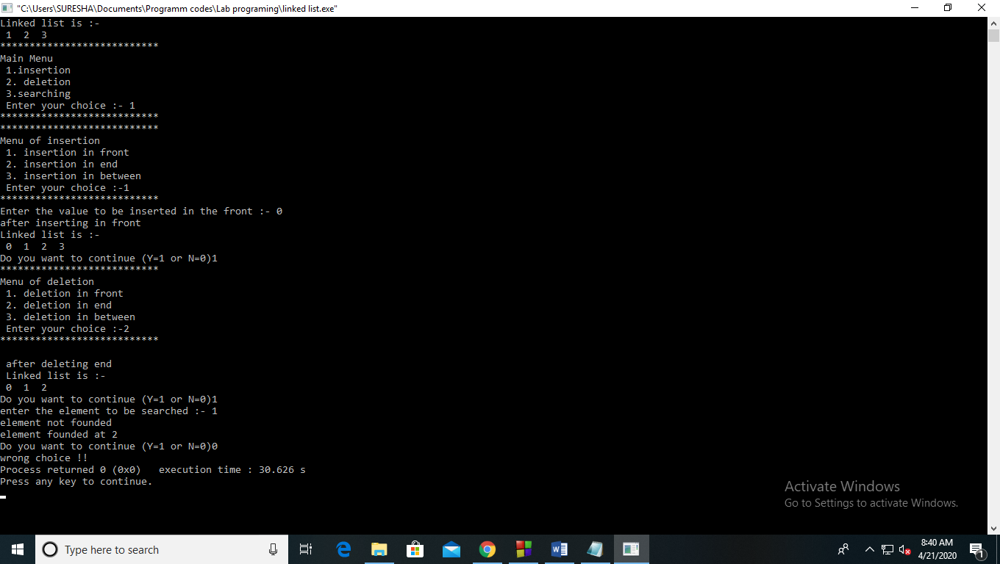 "C:\Users\SURESHA\Documents\Programm codes\Lab programing\linked list.exe"
Linked list is :-
1 2 3
***************************
Main Menu
1.insertion
2. deletion
3.searching
Enter your choice :- 1
***************************
***************************
Menu of insertion
1. insertion in front
2. insertion in end
3. insertion in between
Enter your choice :-1
***************************
Enter the value to be inserted in the front :- 0
after inserting in front
Linked list is :-
0 1 2 3
Do you want to continue (Y=1 or N=0)1
***************************
Menu of deletion
1. deletion in front
2. deletion in end
3. deletion in between
Enter your choice :-2
***************************
after deleting end
Linked list is :-
0 1 2
Do you want to continue (Y=1 or N=0)1
enter the element to be searched :- 1
element not founded
element founded at 2
Do you want to continue (Y=1 or N=0)0
wrong choice !!
Process returned 0 (0x0)   execution time : 30.626 s
Press any key to continue.
Activate Windows
Go to Settings to activate Windows.
Type here to search
8:40 AM
4/21/2020
1